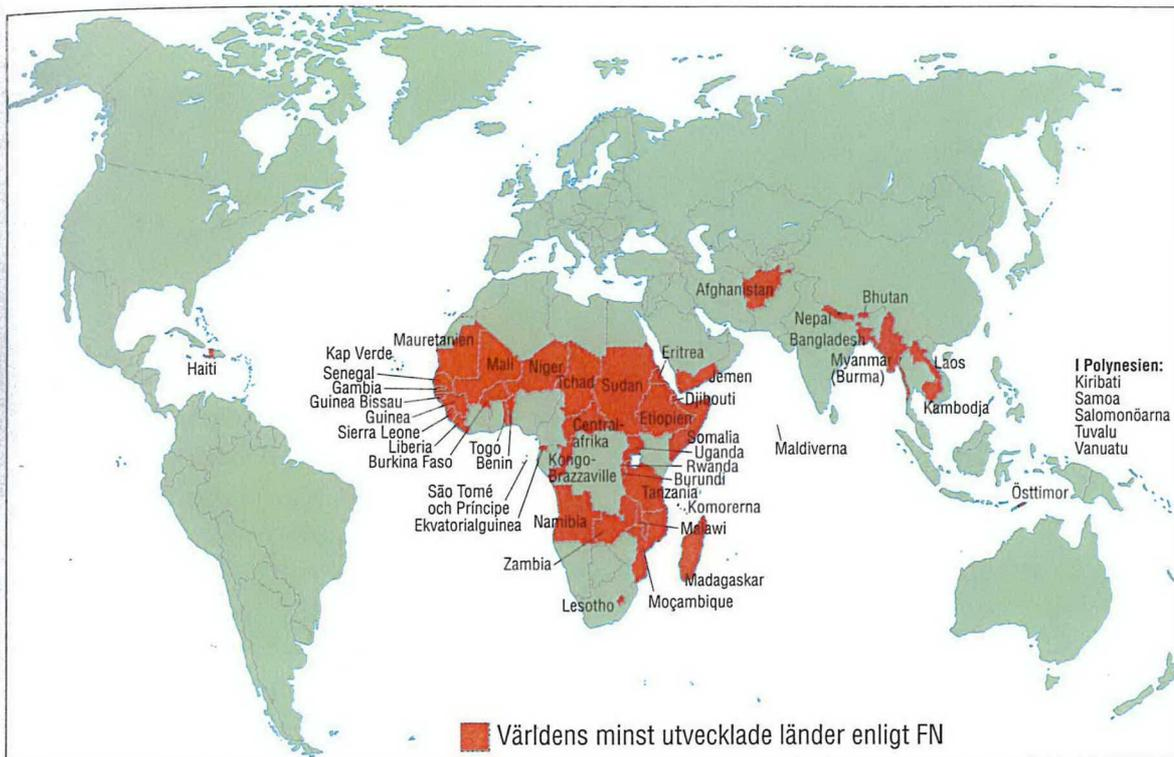 Afghanistan
Bhutan
Nepal
Bangladesh
Myanmar
(Burma)
Laos
Kambodja
Mauretanien
Kap Verde
Senegal
Gambia
Guinea Bissau
Guinea
Sierra Leone
Liberia
Burkina Faso
Haiti
Mali
Niger
Tchad
Sudan
Eritrea
Jemen
Djibouti
Etiopien
Central-
afrika
Somalia
Uganda
Rwanda
Burundi
Togo
Benin
Kongo-
Brazzaville
São Tomé
och Príncipe
Ekvatorialguinea
Tanzania
Komorerna
Namibia
Malawi
Zambia
Madagaskar
Moçambique
Lesotho
Maldiverna
Östtimor
I Polynesien:
Kiribati
Samoa
Salomonöarna
Tuvalu
Vanuatu
Världens minst utvecklade länder enligt FN